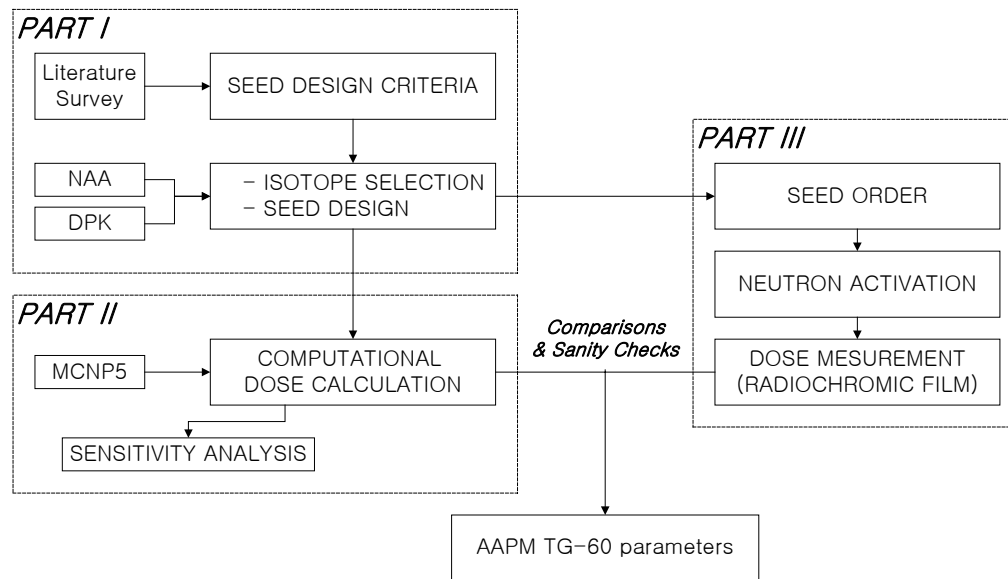 PART I
Literature
Survey
SEED DESIGN CRITERIA
NAA
DPK
- ISOTOPE SELECTION
- SEED DESIGN
PART II
MCNP5
COMPUTATIONAL
DOSE CALCULATION
SENSITIVITY ANALYSIS
Comparisons
& Sanity Checks
PART III
SEED ORDER
NEUTRON ACTIVATION
DOSE MESUREMENT
(RADIOCHROMIC FILM)
AAPM TG-60 parameters